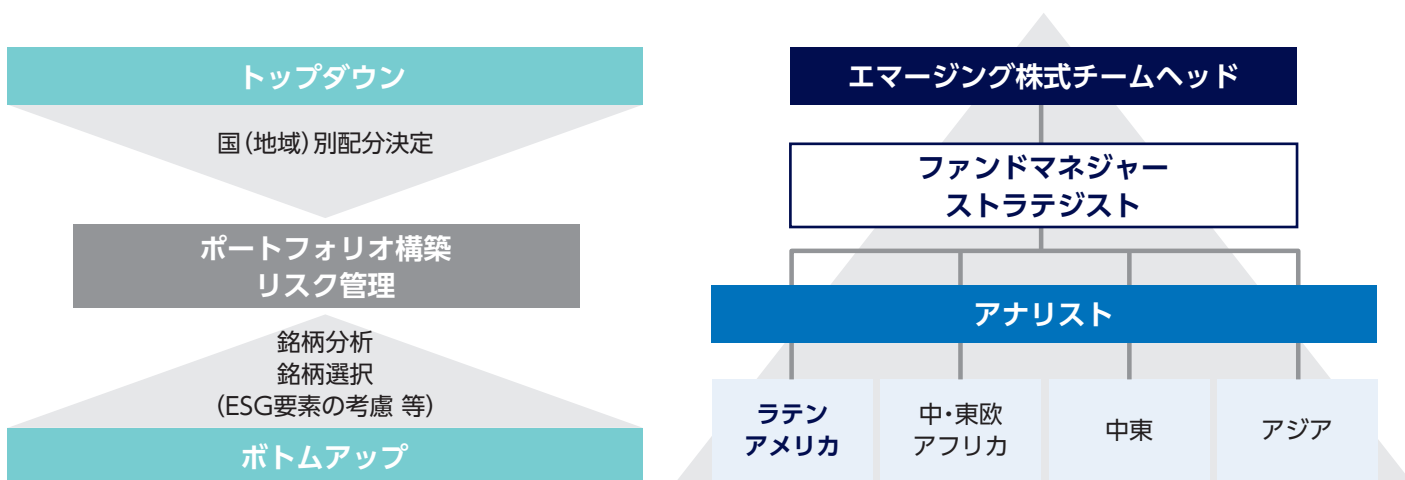 トップダウン
国(地域)別配分決定
ポートフォリオ構築
リスク管理
銘柄分析
銘柄選択
(ESG要素の考慮 等)
ボトムアップ
エマージング株式チームヘッド
ファンドマネジャー
ストラテジスト
アナリスト
ラテン
アメリカ
中・東欧
アフリカ
中東
アジア